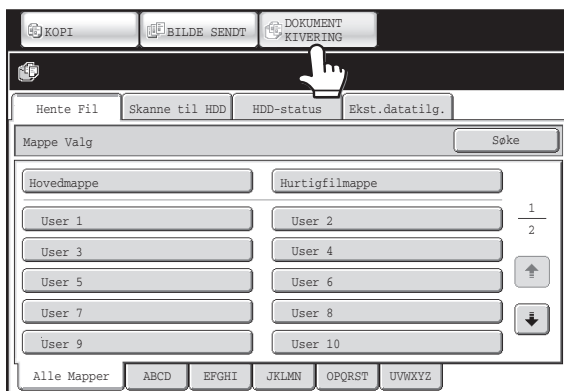 KOPI
BILDE SENDT
DOKUMENT
KIVERING
Hente Fil
Skanne til HDD
HDD-status
Ekst.datatilg.
Mappe Valg
Søke
Hovedmappe
Hurtigfilmappe
User 1
User 2
1
2
User 3
User 4
User 5
User 6
User 7
User 8
User 9
User 10
Alle Mapper
ABCD
EFGHI
JKLMN
OPQRST
UVWXYZ